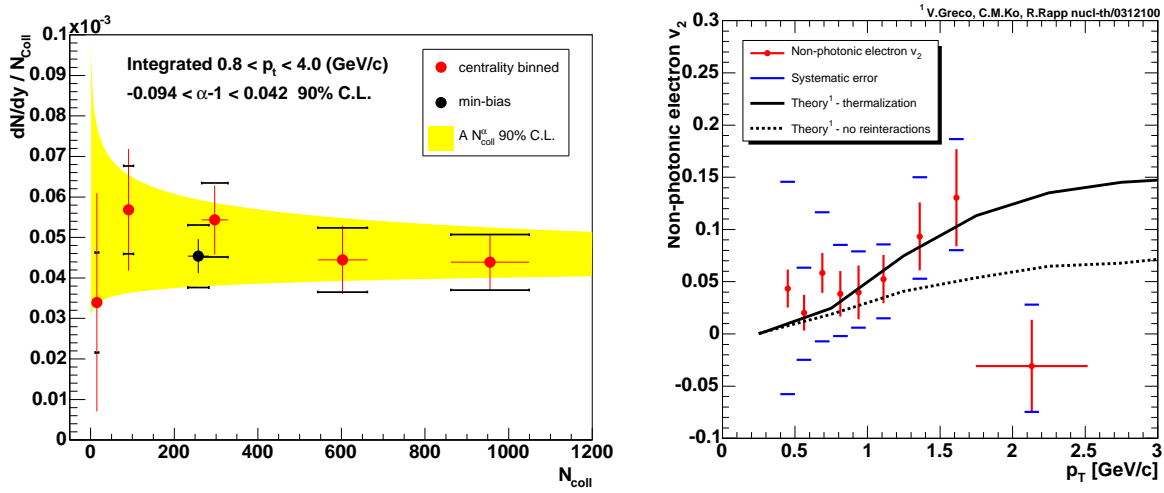 ×10⁻³
dN/dy / N_Coll
0.1
0.09
0.08
0.07
0.06
0.05
0.04
0.03
0.02
0.01
0
Integrated 0.8 < p_t < 4.0 (GeV/c)
-0.094 < α-1 < 0.042 90% C.L.
centrality binned
min-bias
A N_coll^α 90% C.L.
0 200 400 600 800 1000 1200
N_coll
¹ V.Greco, C.M.Ko, R.Rapp nucl-th/0312100
Non-photonic electron v₂
0.3
0.25
0.2
0.15
0.1
0.05
0
-0.05
-0.1
Non-photonic electron v₂
Systematic error
Theory¹ - thermalization
Theory¹ - no reinteractions
0 0.5 1 1.5 2 2.5 3
p_T [GeV/c]